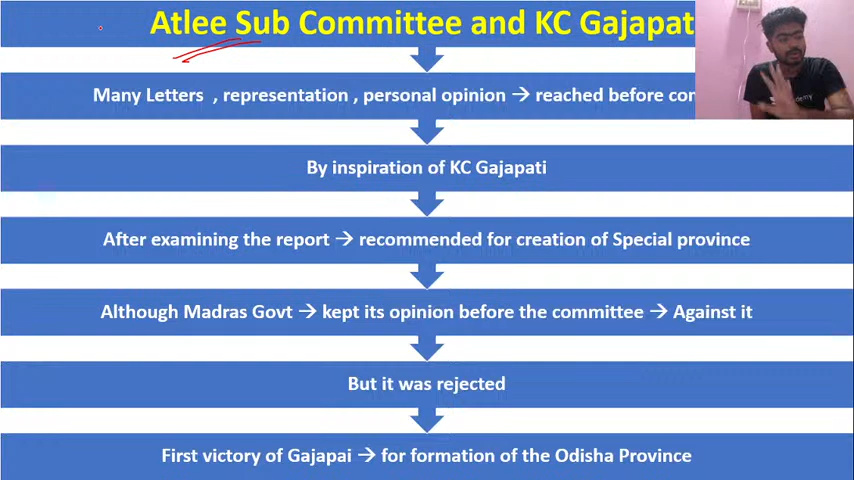 Atlee Sub Committee and KC Gajapat
Many Letters , representation , personal opinion → reached before
By inspiration of KC Gajapati
After examining the report → recommended for creation of Special province
Although Madras Govt → kept its opinion before the committee → Against it
But it was rejected
First victory of Gajapai → for formation of the Odisha Province